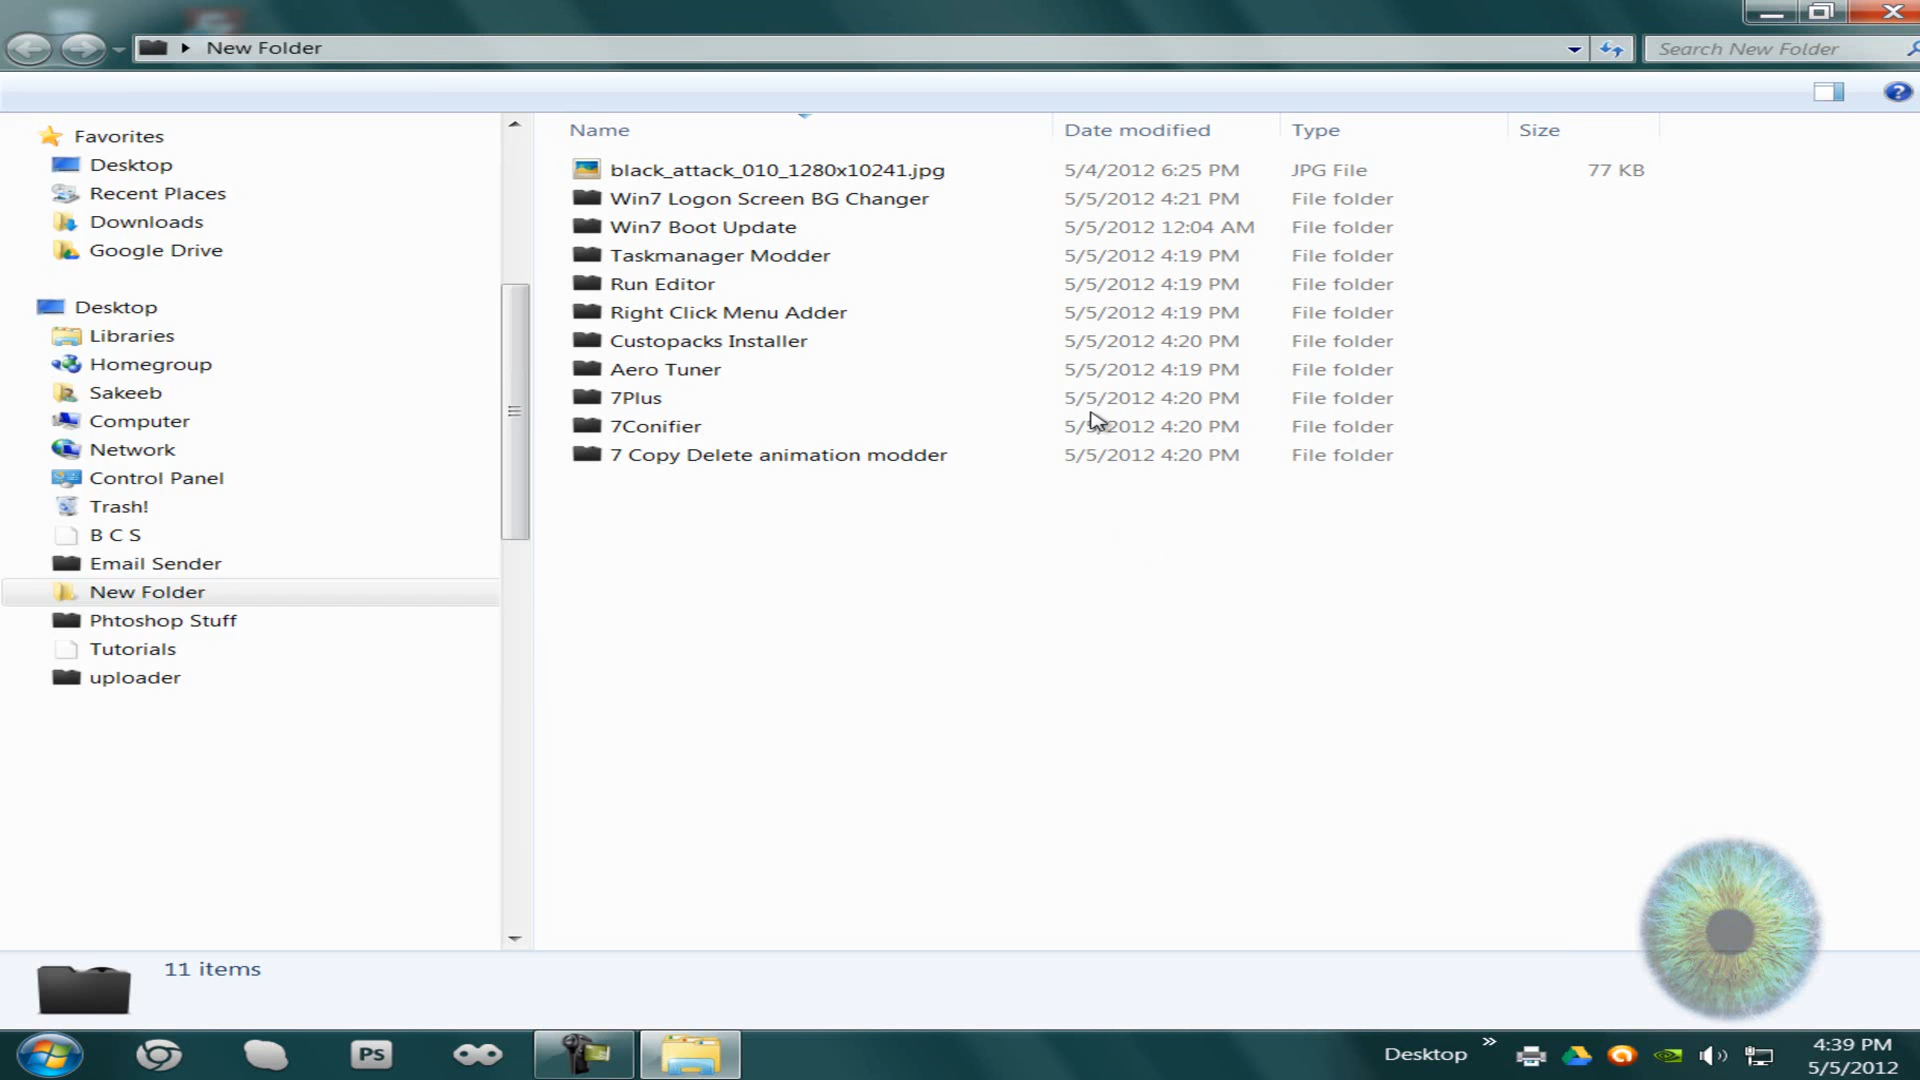 New Folder
Search New Folder
Name Date modified Type Size
Favorites
Desktop
Recent Places
Downloads
Google Drive
Desktop
Libraries
Homegroup
Sakeeb
Computer
Network
Control Panel
Trash!
B C S
Email Sender
New Folder
Phtoshop Stuff
Tutorials
uploader
black_attack_010_1280x10241.jpg 5/4/2012 6:25 PM JPG File 77 KB
Win7 Logon Screen BG Changer 5/5/2012 4:21 PM File folder
Win7 Boot Update 5/5/2012 12:04 AM File folder
Taskmanager Modder 5/5/2012 4:19 PM File folder
Run Editor 5/5/2012 4:19 PM File folder
Right Click Menu Adder 5/5/2012 4:19 PM File folder
Custopacks Installer 5/5/2012 4:20 PM File folder
Aero Tuner 5/5/2012 4:19 PM File folder
7Plus 5/5/2012 4:20 PM File folder
7Conifier 5/5/2012 4:20 PM File folder
7 Copy Delete animation modder 5/5/2012 4:20 PM File folder
11 items
PS
Desktop »
4:39 PM
5/5/2012